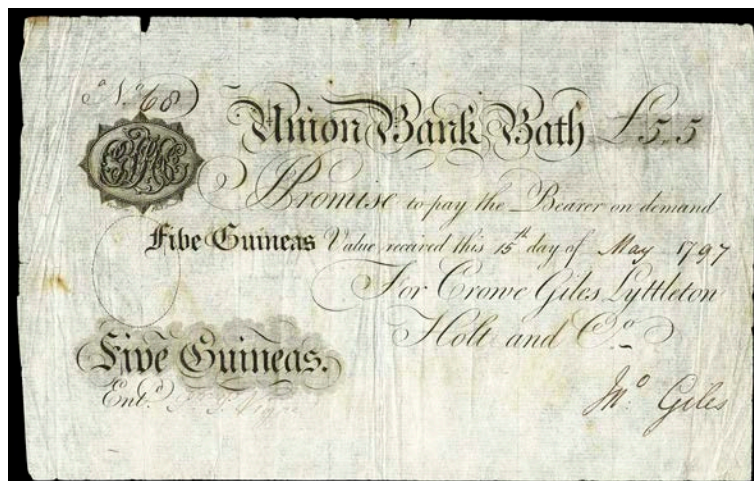 No. 68
Union Bank Bath £5,5
I Promise to pay the Bearer on demand
Five Guineas Value received this 15th day of May 1797
For Crowe Giles Lyttleton
Holt and Co.
Five Guineas.
Entd.
Jno Giles